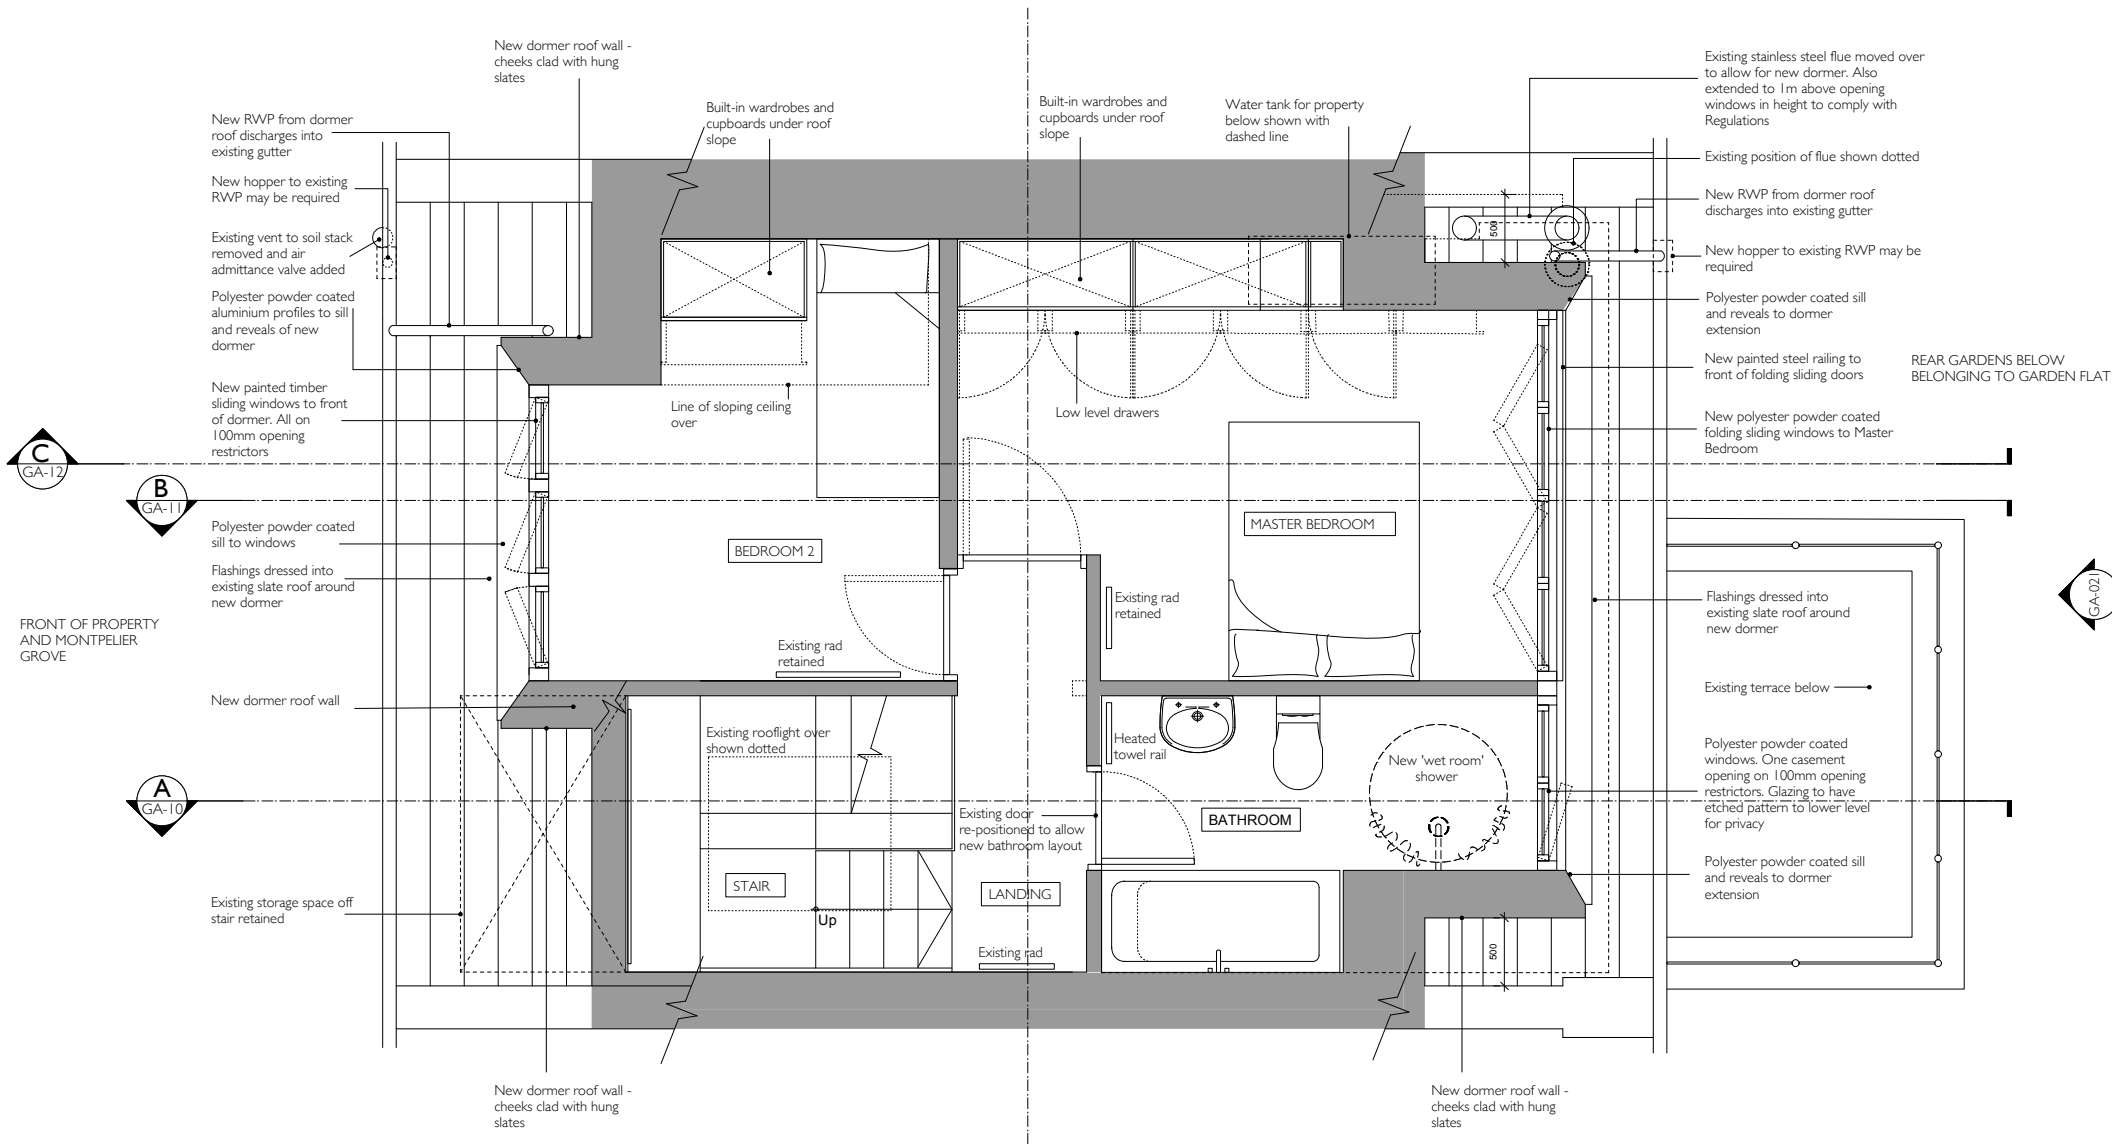 New dormer roof wall -
cheeks clad with hung
slates
New RWP from dormer
roof discharges into
existing gutter
New hopper to existing
RWP may be required
Existing vent to soil stack
removed and air
admittance valve added
Polyester powder coated
aluminium profiles to sill
and reveals of new
dormer
New painted timber
sliding windows to front
of dormer. All on
100mm opening
restrictors
C
GA-12
B
GA-11
Polyester powder coated
sill to windows
Flashings dressed into
existing slate roof around
new dormer
FRONT OF PROPERTY
AND MONTPELIER
GROVE
New dormer roof wall
A
GA-10
Existing storage space off
stair retained
New dormer roof wall -
cheeks clad with hung
slates
Built-in wardrobes and
cupboards under roof
slope
Line of sloping ceiling
over
BEDROOM 2
Existing rad
retained
Existing rooflight over
shown dotted
STAIR
Up
Built-in wardrobes and
cupboards under roof
slope
Water tank for property
below shown with
dashed line
Low level drawers
MASTER BEDROOM
Existing rad
retained
Heated
towel rail
New 'wet room'
shower
Existing door
re-positioned to allow
new bathroom layout
BATHROOM
LANDING
Existing rad
500
500
Existing stainless steel flue moved over
to allow for new dormer. Also
extended to 1m above opening
windows in height to comply with
Regulations
Existing position of flue shown dotted
New RWP from dormer roof
discharges into existing gutter
New hopper to existing RWP may be
required
Polyester powder coated sill
and reveals to dormer
extension
New painted steel railing to
front of folding sliding doors
REAR GARDENS BELOW
BELONGING TO GARDEN FLAT
New polyester powder coated
folding sliding windows to Master
Bedroom
GA-021
Flashings dressed into
existing slate roof around
new dormer
Existing terrace below
Polyester powder coated
windows. One casement
opening on 100mm opening
restrictors. Glazing to have
etched pattern to lower level
for privacy
Polyester powder coated sill
and reveals to dormer
extension
New dormer roof wall -
cheeks clad with hung
slates